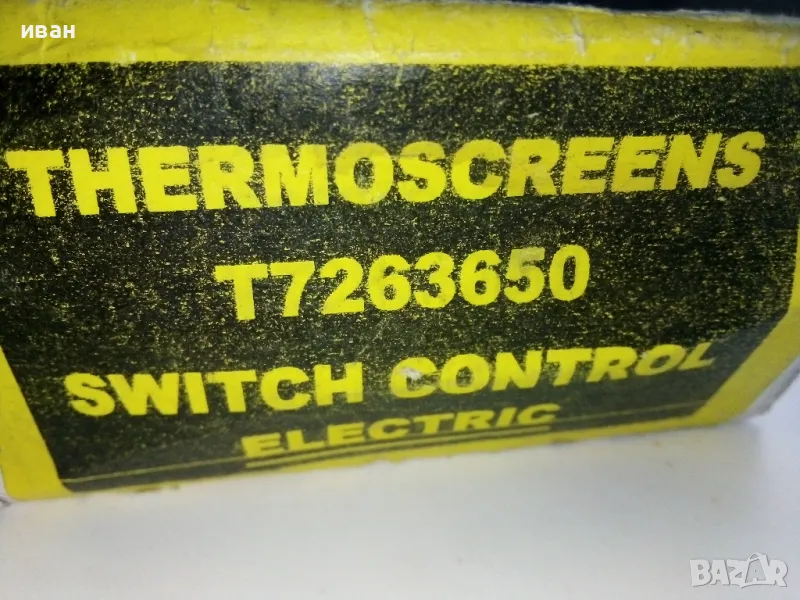 иван
THERMOSCREENS
T7263650
SWITCH CONTROL
ELECTRIC
BAZAR